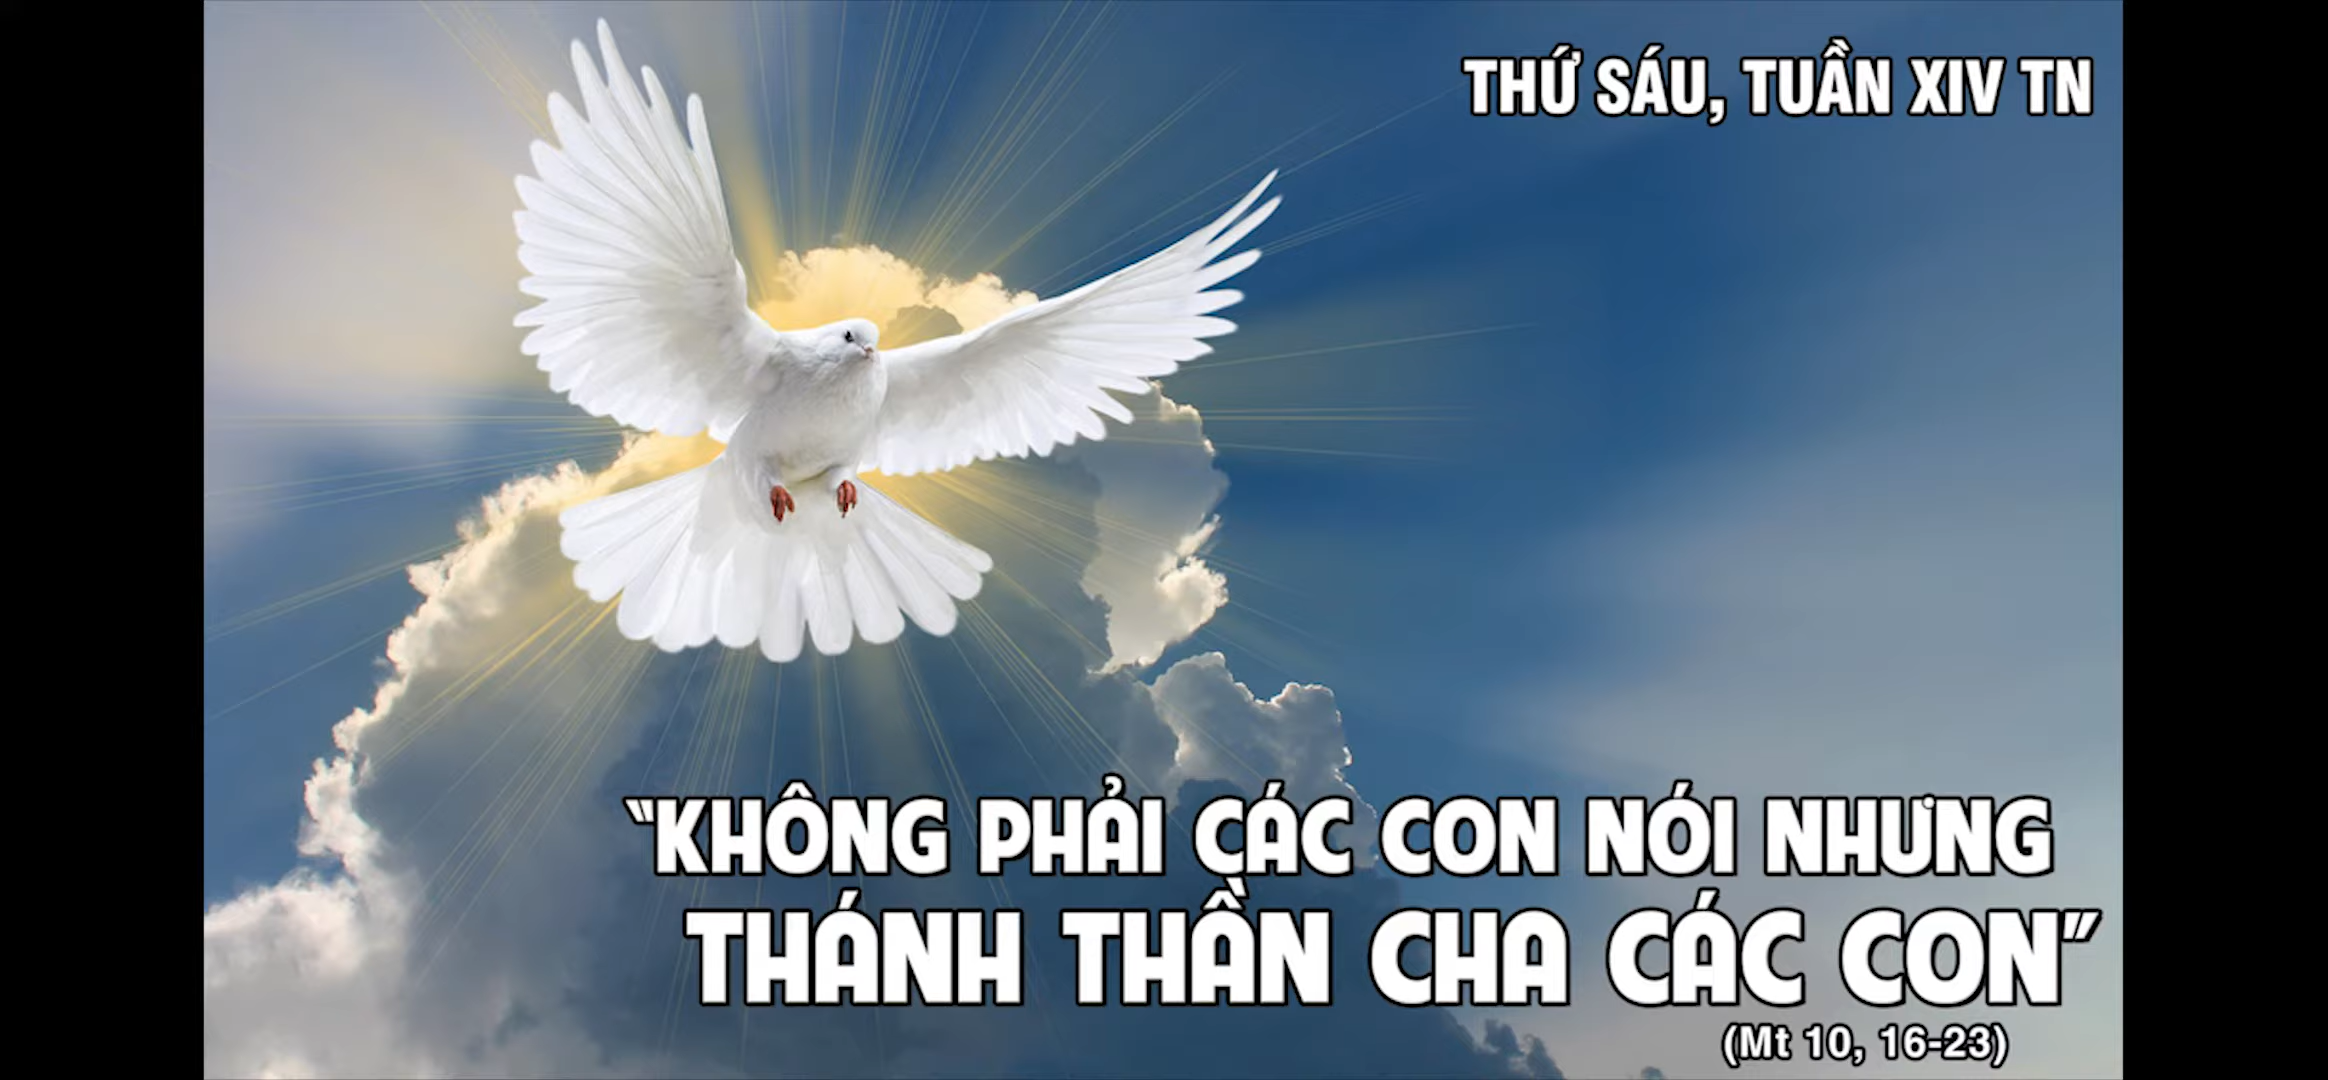 THỨ SÁU, TUẦN XIV TN
“KHÔNG PHẢI CÁC CON NÓI NHƯNG
THÁNH THẦN CHA CÁC CON”
(Mt 10, 16-23)